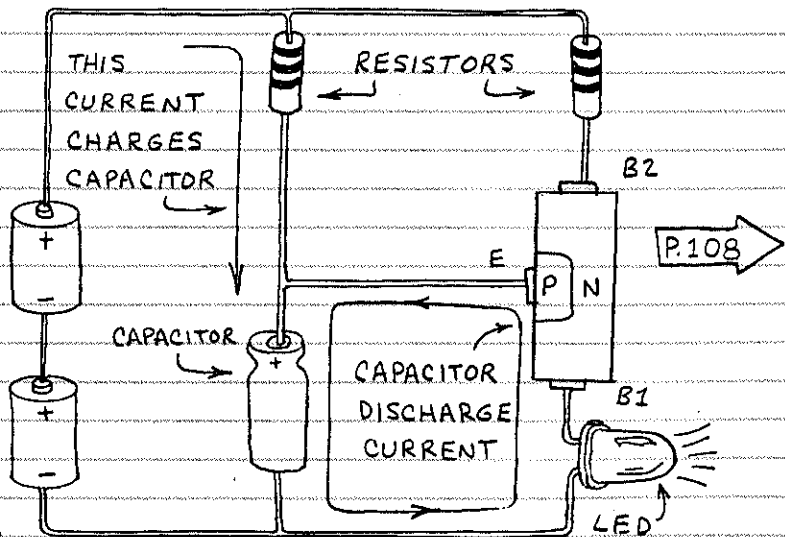 THIS
CURRENT
CHARGES
CAPACITOR
RESISTORS
B2
+
-
E
P N
P.108
CAPACITOR
+
CAPACITOR
DISCHARGE
CURRENT
B1
+
-
LED